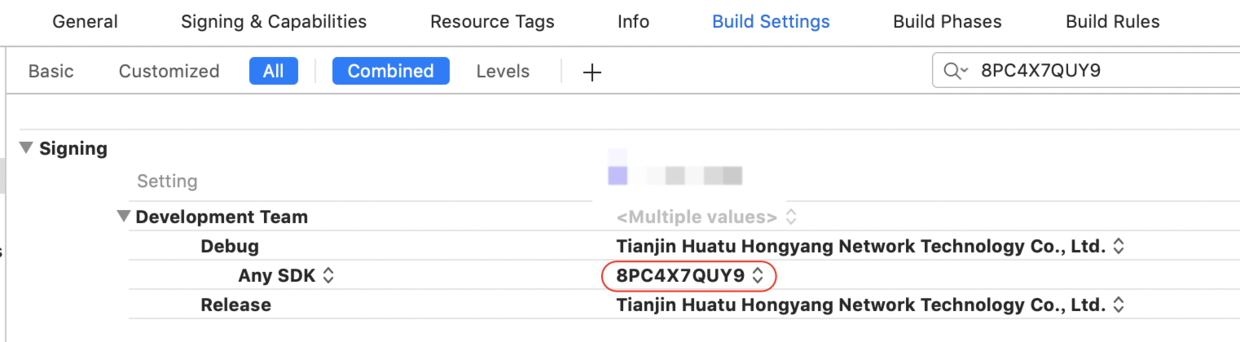 General Signing & Capabilities Resource Tags Info Build Settings Build Phases Build Rules
Basic Customized All Combined Levels + 8PC4X7QUY9
Signing
Setting
Development Team <Multiple values>
Debug Tianjin Huatu Hongyang Network Technology Co., Ltd.
Any SDK 8PC4X7QUY9
Release Tianjin Huatu Hongyang Network Technology Co., Ltd.